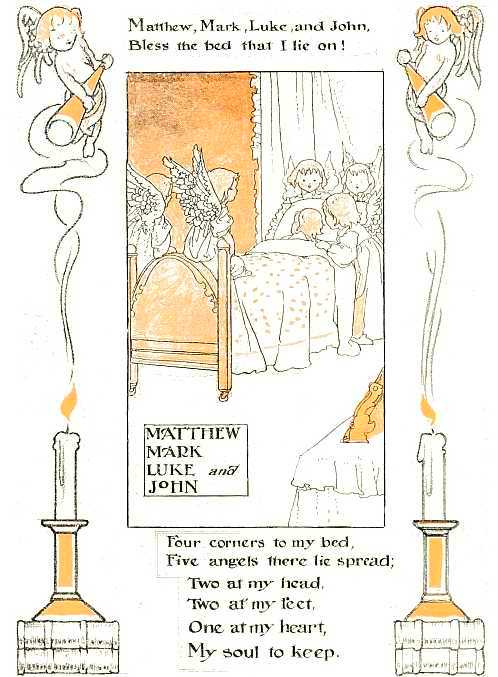 Matthew, Mark, Luke, and John,
Bless the bed that I lie on!
MATTHEW
MARK
LUKE and
JOHN
Four corners to my bed,
Five angels there lie spread;
Two at my head,
Two at my feet,
One at my heart,
My soul to keep.